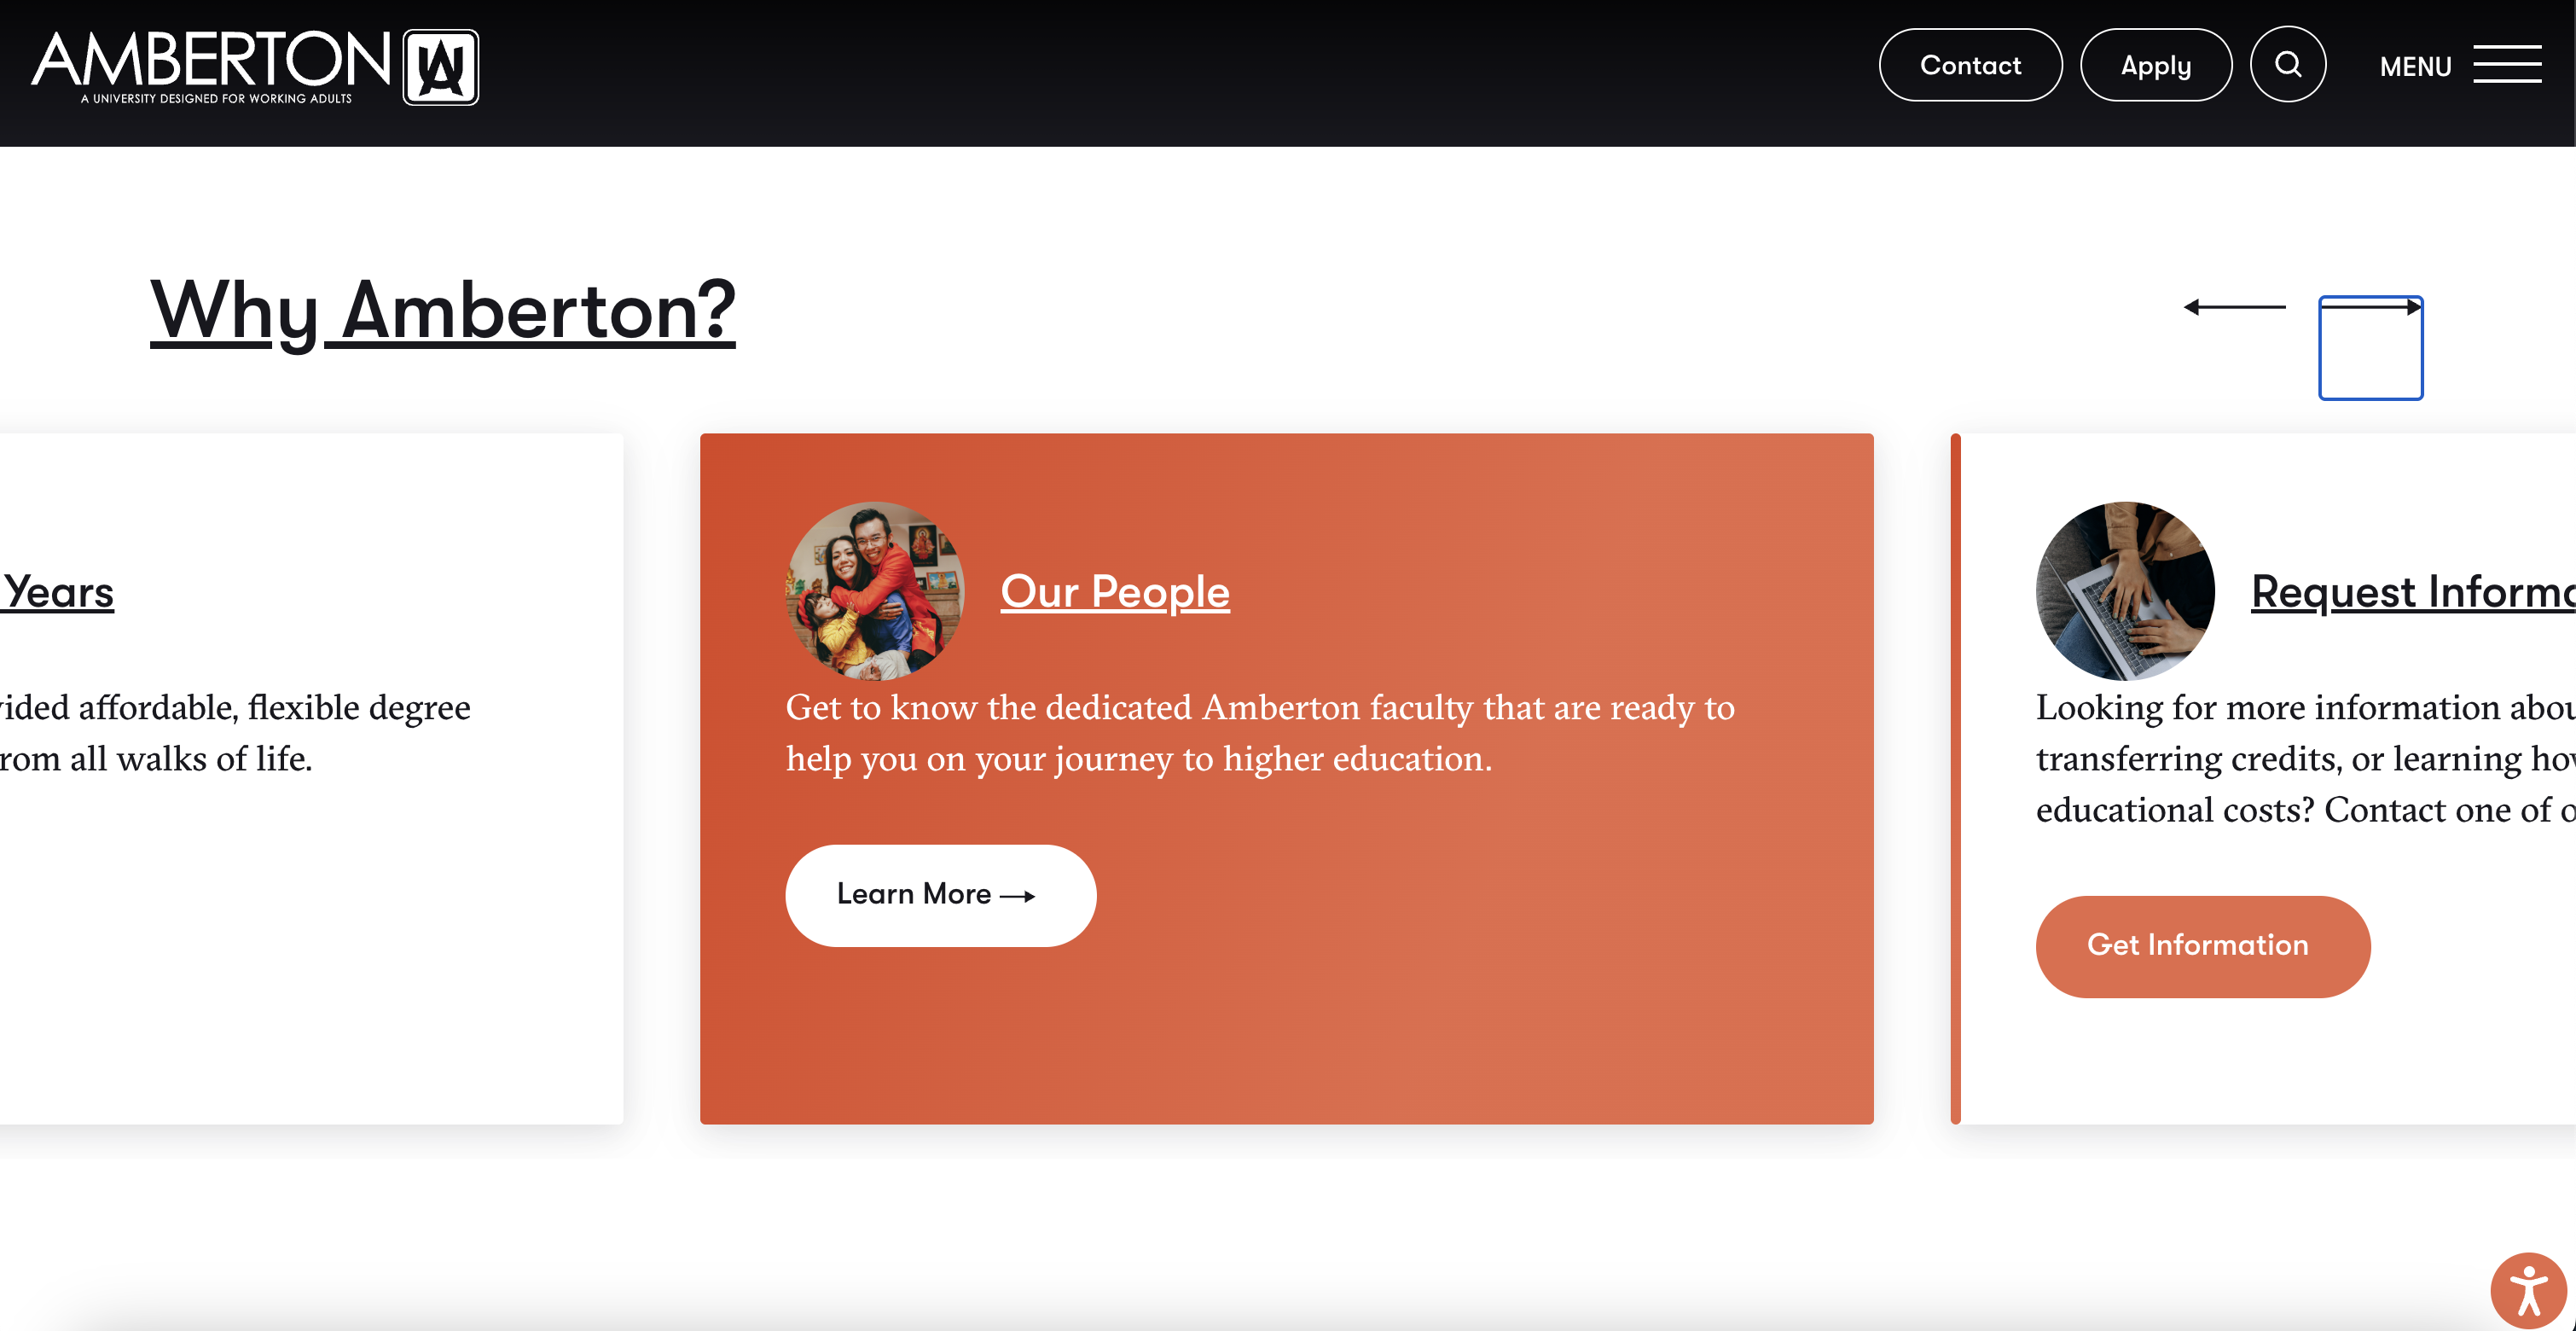 AMBERTON
A UNIVERSITY DESIGNED FOR WORKING ADULTS
Contact
Apply
MENU
Why Amberton?
Years
ided affordable, flexible degree
rom all walks of life.
Our People
Get to know the dedicated Amberton faculty that are ready to
help you on your journey to higher education.
Learn More
Request Informa
Looking for more information abou
transferring credits, or learning how
educational costs? Contact one of o
Get Information